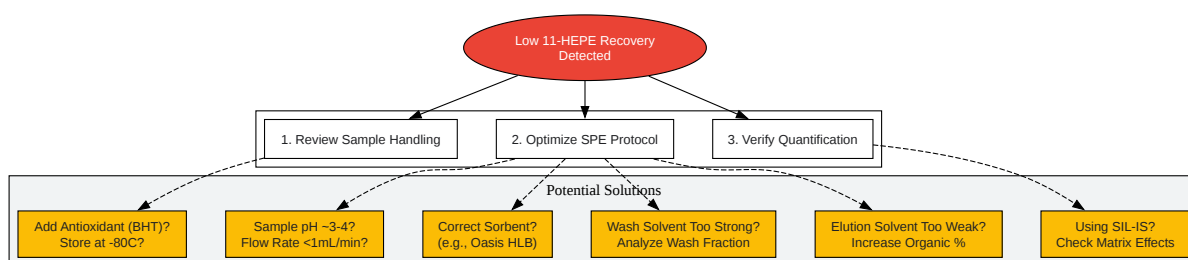 Low 11-HEPE Recovery
Detected
1. Review Sample Handling
2. Optimize SPE Protocol
3. Verify Quantification
Potential Solutions
Add Antioxidant (BHT)?
Store at -80C?
Sample pH ~3-4?
Flow Rate <1mL/min?
Correct Sorbent?
(e.g., Oasis HLB)
Wash Solvent Too Strong?
Analyze Wash Fraction
Elution Solvent Too Weak?
Increase Organic %
Using SIL-IS?
Check Matrix Effects